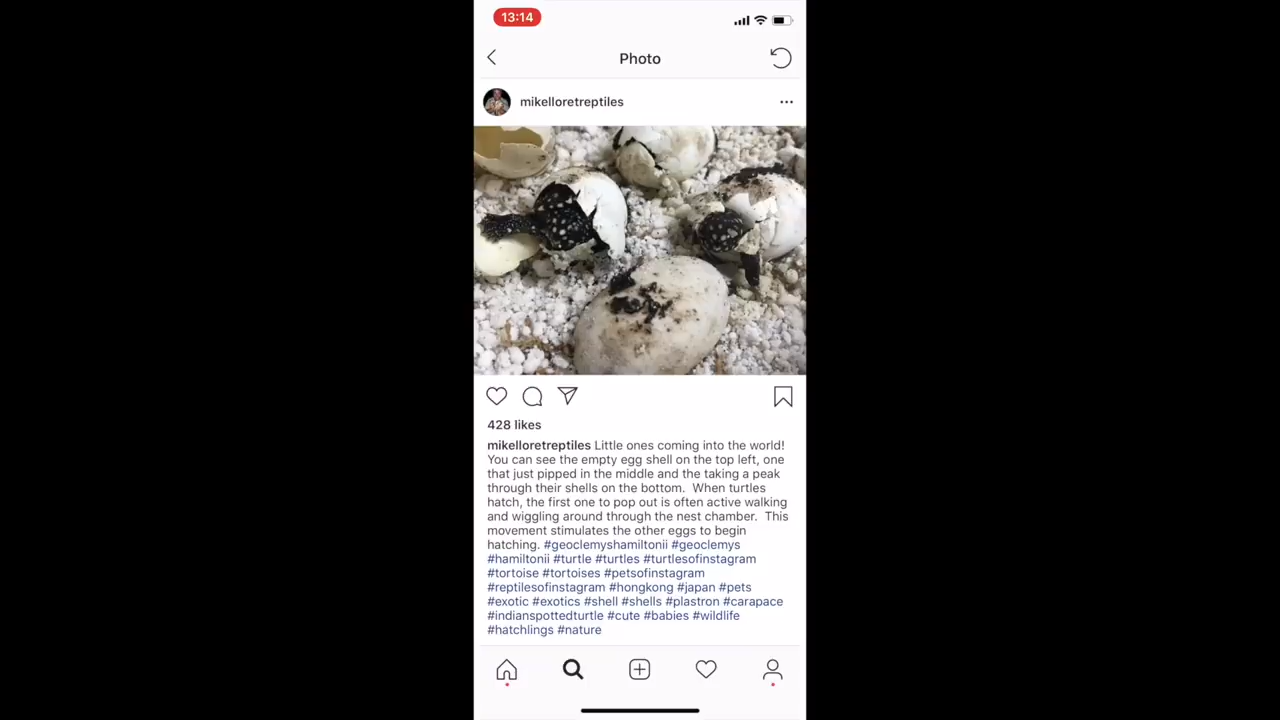 13:14
Photo
mikelloretreptiles
428 likes
mikelloretreptiles Little ones coming into the world!
You can see the empty egg shell on the top left, one
that just pipped in the middle and the taking a peak
through their shells on the bottom.  When turtles
hatch, the first one to pop out is often active walking
and wiggling around through the nest chamber.  This
movement stimulates the other eggs to begin
hatching. #geoclemyshamiltonii #geoclemys
#hamiltonii #turtle #turtles #turtlesofinstagram
#tortoise #tortoises #petsofinstagram
#reptilesofinstagram #hongkong #japan #pets
#exotic #exotics #shell #shells #plastron #carapace
#indianspottedturtle #cute #babies #wildlife
#hatchlings #nature